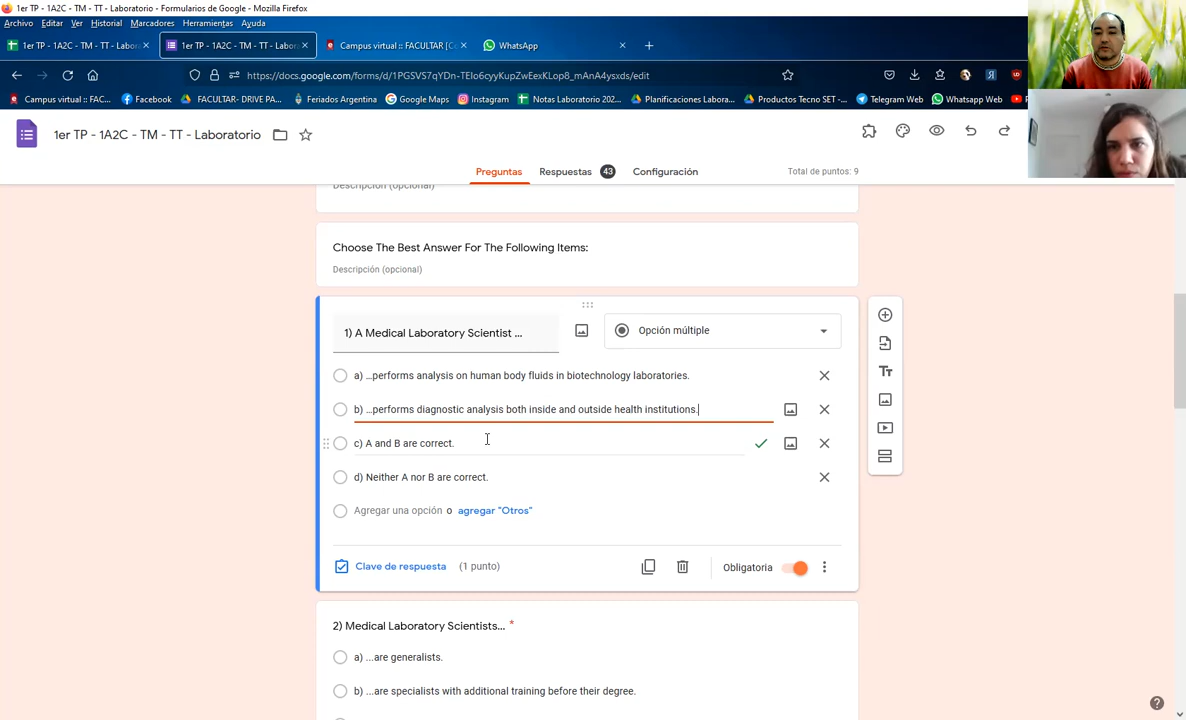 1er TP - 1A2C - TM - TT - Laboratorio - Formularios de Google - Mozilla Firefox
Archivo Editar Ver Historial Marcadores Herramientas Ayuda
1er TP - 1A2C - TM - TT - Labora
1er TP - 1A2C - TM - TT - Labora
Campus virtual :: FACULTAR [Co
WhatsApp
https://docs.google.com/forms/d/1PGSVS7qYDn-TEIo6cyyKupZwEexKLop8_mAnA4ysxds/edit
Campus virtual :: FAC...
Facebook
FACULTAR- DRIVE PA...
Feriados Argentina
Google Maps
Instagram
Notas Laboratorio 202...
Planificaciones Labora...
Productos Tecno SET -...
Telegram Web
Whatsapp Web
1er TP - 1A2C - TM - TT - Laboratorio
Preguntas
Respuestas 43
Configuración
Total de puntos: 9
Descripción (opcional)
Choose The Best Answer For The Following Items:
Descripción (opcional)
1) A Medical Laboratory Scientist ...
Opción múltiple
a) ...performs analysis on human body fluids in biotechnology laboratories.
b) ...performs diagnostic analysis both inside and outside health institutions.
c) A and B are correct.
d) Neither A nor B are correct.
Agregar una opción o agregar "Otros"
Clave de respuesta (1 punto)
Obligatoria
2) Medical Laboratory Scientists... *
a) ...are generalists.
b) ...are specialists with additional training before their degree.